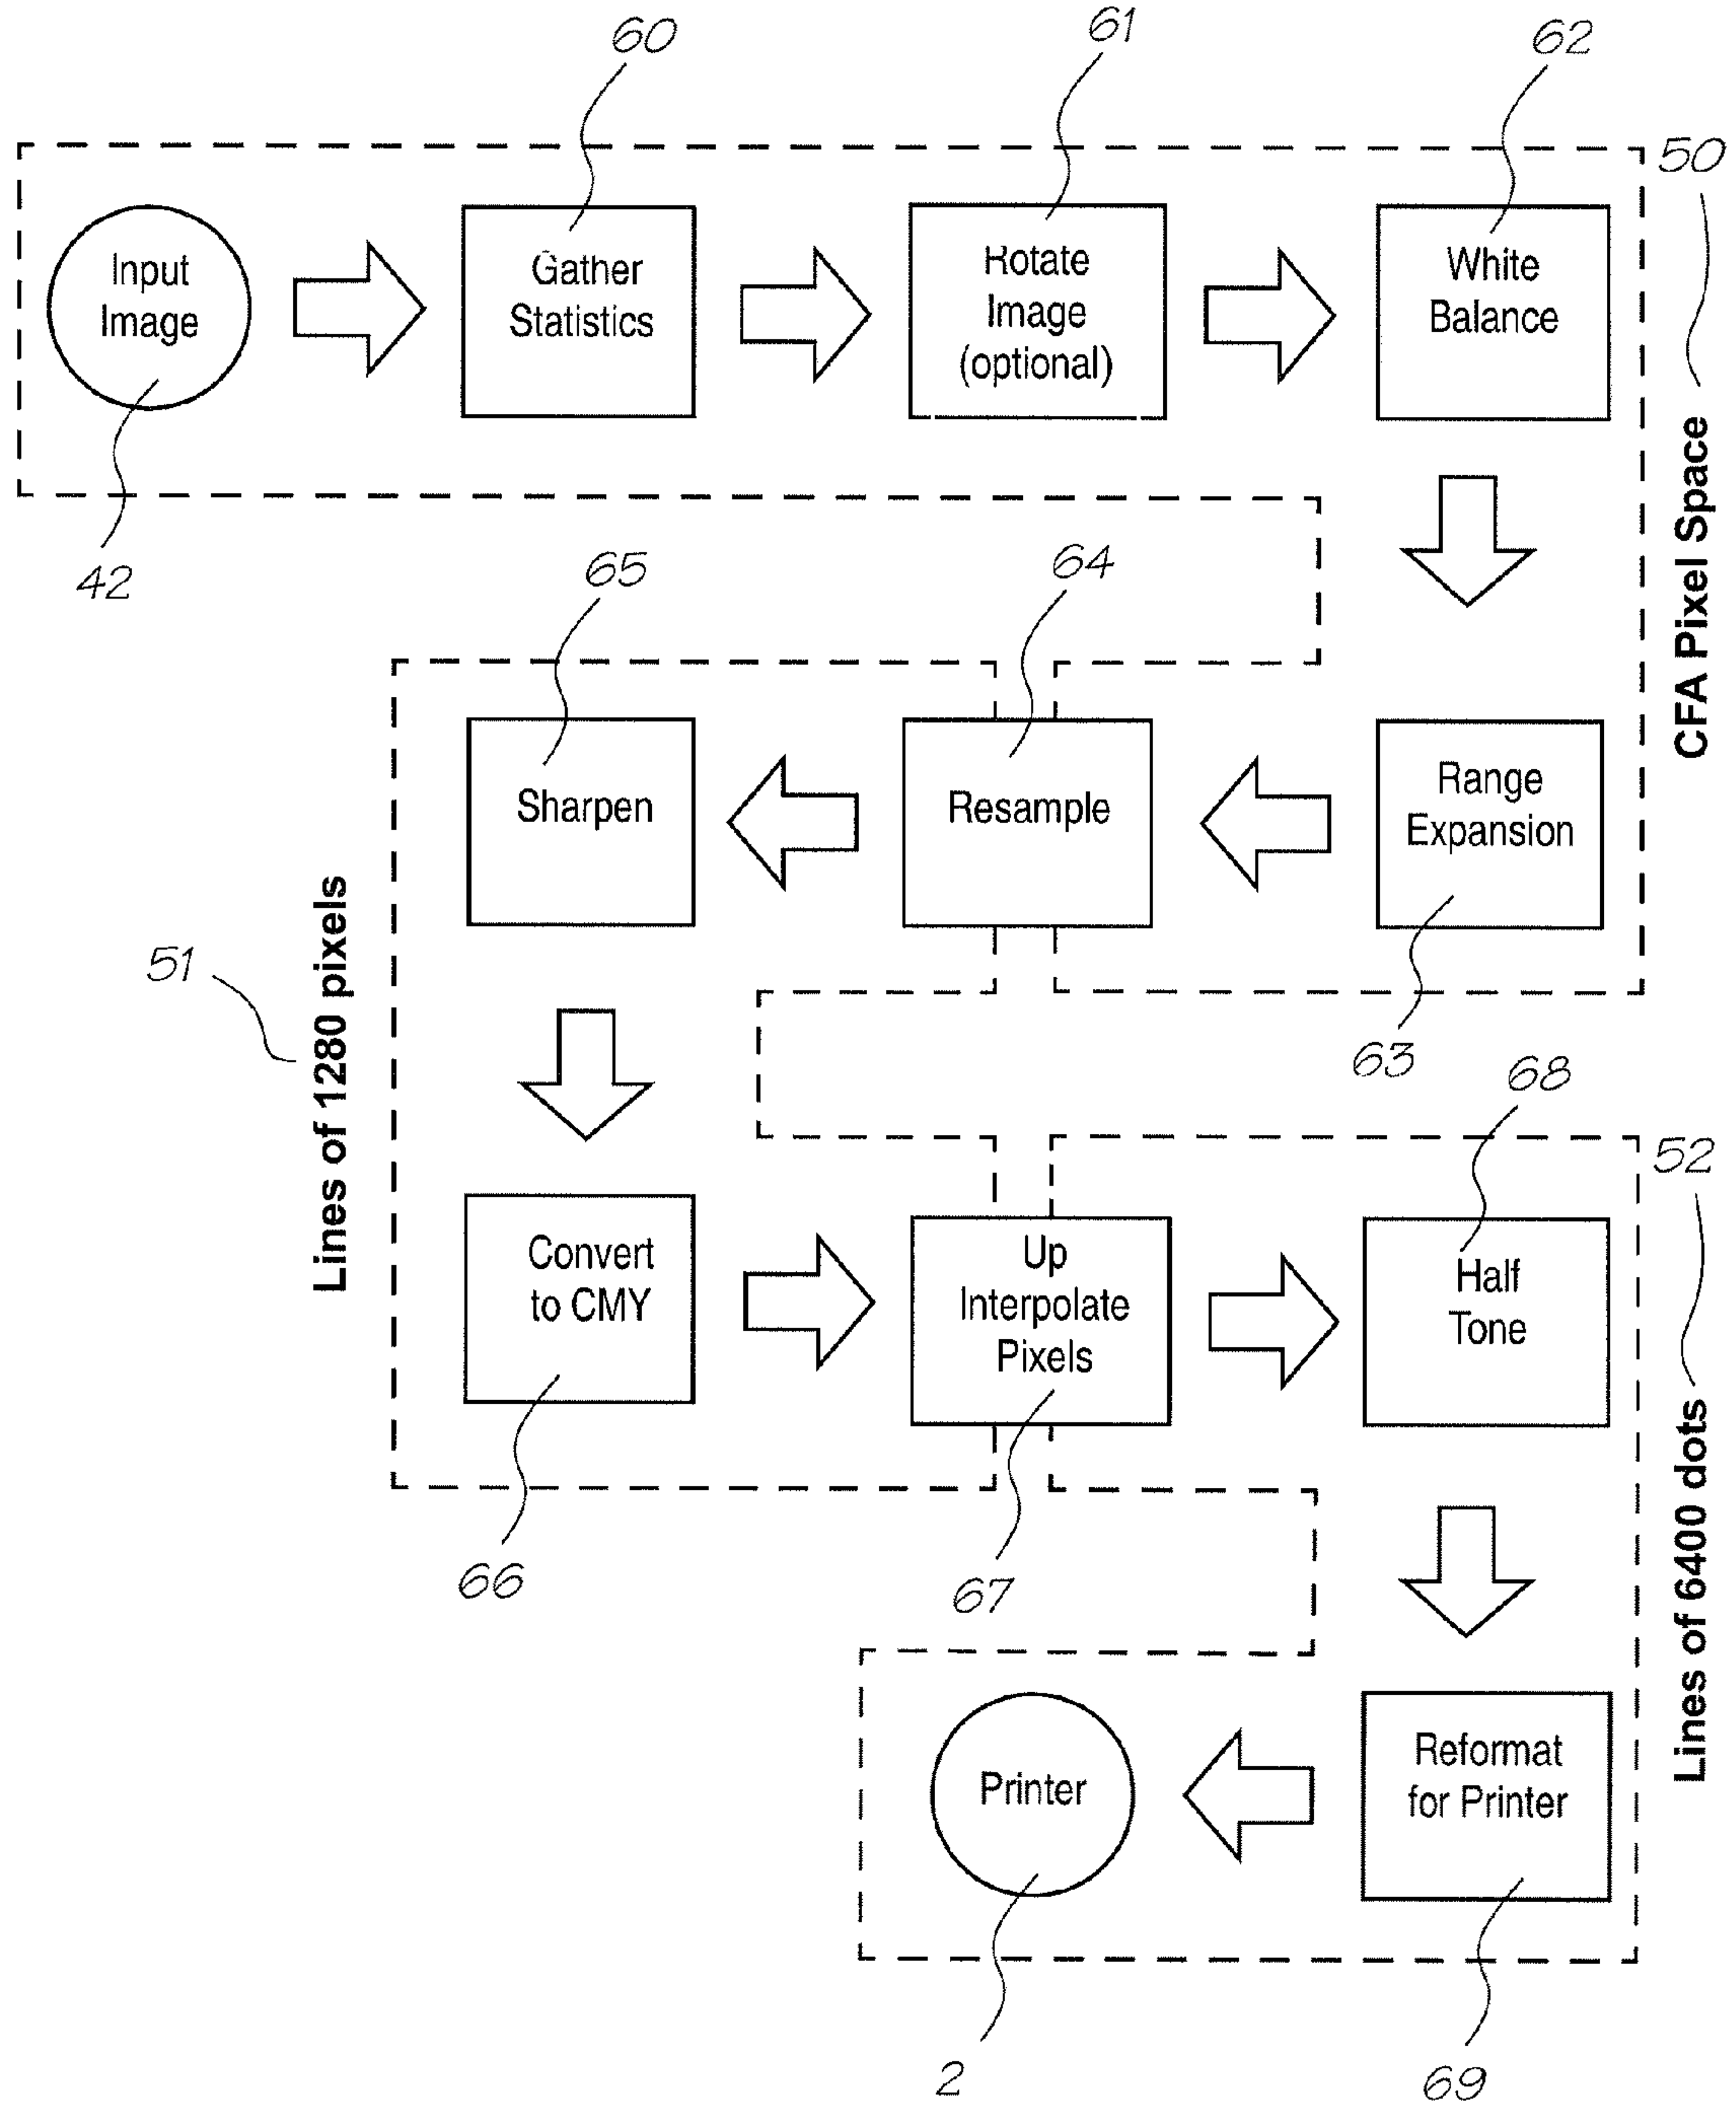 60
61
62
50
Input
Image
Gather
Statistics
Rotate
Image
(optional)
White
Balance
CFA Pixel Space
42
65
64
Sharpen
Resample
Range
Expansion
51
Lines of 1280 pixels
63
68
52
Convert
to CMY
Up
Interpolate
Pixels
Half
Tone
Lines of 6400 dots
66
67
Printer
Reformat
for Printer
2
69